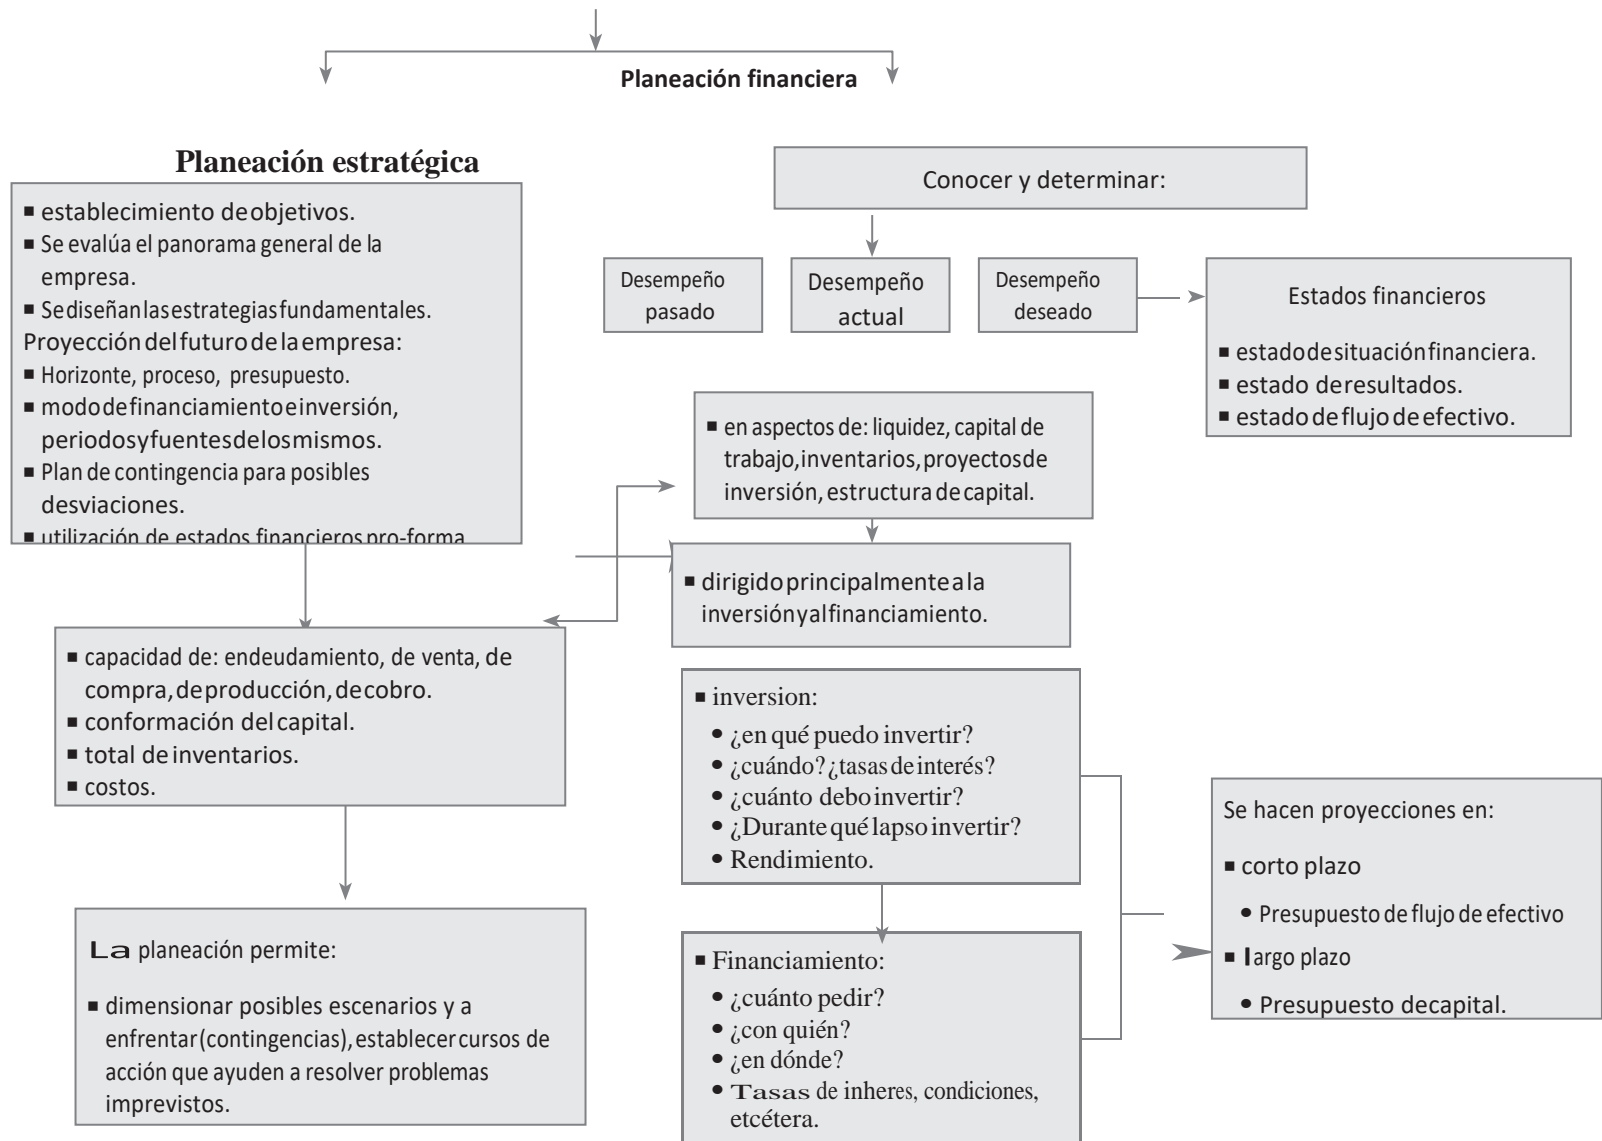 Planeación financiera
Planeación estratégica
■ establecimiento de objetivos.
■ Se evalúa el panorama general de la
empresa.
■ Se diseñan las estrategias fundamentales.
Proyección del futuro de la empresa:
■ Horizonte, proceso, presupuesto.
■ modo de financiamiento e inversión,
periodos y fuentes de los mismos.
■ Plan de contingencia para posibles
desviaciones.
■ utilización de estados financieros pro-forma
■ capacidad de: endeudamiento, de venta, de
compra, de producción, de cobro.
■ conformación del capital.
■ total de inventarios.
■ costos.
La planeación permite:
■ dimensionar posibles escenarios y a
enfrentar (contingencias), establecer cursos de
acción que ayuden a resolver problemas
imprevistos.
Conocer y determinar:
Desempeño
pasado
Desempeño
actual
Desempeño
deseado
Estados financieros
■ estado de situación financiera.
■ estado de resultados.
■ estado de flujo de efectivo.
■ en aspectos de: liquidez, capital de
trabajo, inventarios, proyectos de
inversión, estructura de capital.
■ dirigido principalmente a la
inversión y al financiamiento.
■ inversion:
• ¿en qué puedo invertir?
• ¿cuándo? ¿tasas de interés?
• ¿cuánto debo invertir?
• ¿Durante qué lapso invertir?
• Rendimiento.
■ Financiamiento:
• ¿cuánto pedir?
• ¿con quién?
• ¿en dónde?
• Tasas de inheres, condiciones,
etcétera.
Se hacen proyecciones en:
■ corto plazo
• Presupuesto de flujo de efectivo
■ largo plazo
• Presupuesto de capital.